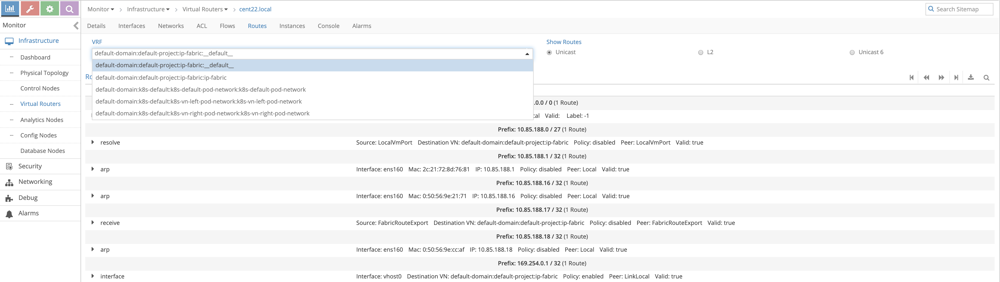 Monitor > Infrastructure > Virtual Routers > cent22.local
Search Sitemap
Monitor
Infrastructure
Dashboard
Physical Topology
Control Nodes
Virtual Routers
Analytics Nodes
Config Nodes
Database Nodes
Security
Networking
Debug
Alarms
Details Interfaces Networks ACL Flows Routes Instances Console Alarms
VRF
default-domain:default-project:ip-fabric:__default__
default-domain:default-project:ip-fabric:__default__
default-domain:default-project:ip-fabric:ip-fabric
default-domain:k8s-default:k8s-default-pod-network:k8s-default-pod-network
default-domain:k8s-default:k8s-vn-left-pod-network:k8s-vn-left-pod-network
default-domain:k8s-default:k8s-vn-right-pod-network:k8s-vn-right-pod-network
Show Routes
Unicast L2 Unicast 6
.0.0 / 0 (1 Route)
Valid: Label: -1
Prefix: 10.85.188.0 / 27 (1 Route)
resolve Source: LocalVmPort Destination VN: default-domain:default-project:ip-fabric Policy: disabled Peer: LocalVmPort Valid: true
Prefix: 10.85.188.1 / 32 (1 Route)
arp Interface: ens160 Mac: 2c:21:72:8d:76:81 IP: 10.85.188.1 Policy: disabled Peer: Local Valid: true
Prefix: 10.85.188.16 / 32 (1 Route)
arp Interface: ens160 Mac: 0:50:56:9e:21:71 IP: 10.85.188.16 Policy: disabled Peer: Local Valid: true
Prefix: 10.85.188.17 / 32 (1 Route)
receive Source: FabricRouteExport Destination VN: default-domain:default-project:ip-fabric Policy: disabled Peer: FabricRouteExport Valid: true
Prefix: 10.85.188.18 / 32 (1 Route)
arp Interface: ens160 Mac: 0:50:56:9e:cc:af IP: 10.85.188.18 Policy: disabled Peer: Local Valid: true
Prefix: 169.254.0.1 / 32 (1 Route)
interface Interface: vhost0 Destination VN: default-domain:default-project:ip-fabric Policy: enabled Peer: LinkLocal Valid: true